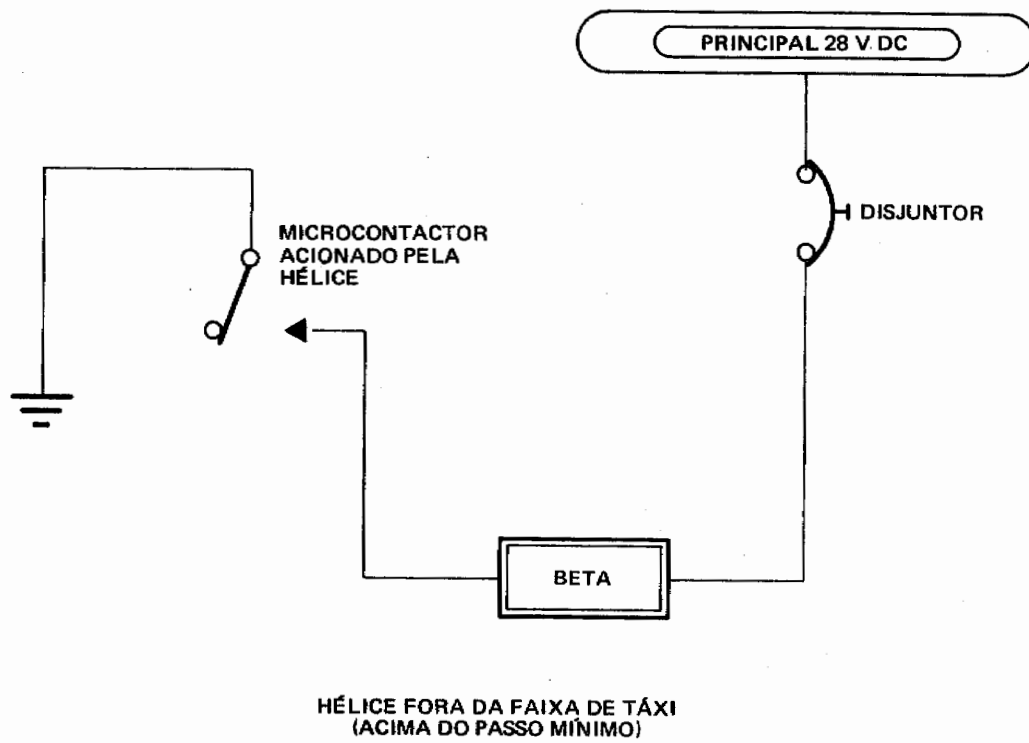 PRINCIPAL 28 V. DC
DISJUNTOR
MICROCONTACTOR
ACIONADO PELA
HÉLICE
BETA
HÉLICE FORA DA FAIXA DE TÁXI
(ACIMA DO PASSO MÍNIMO)